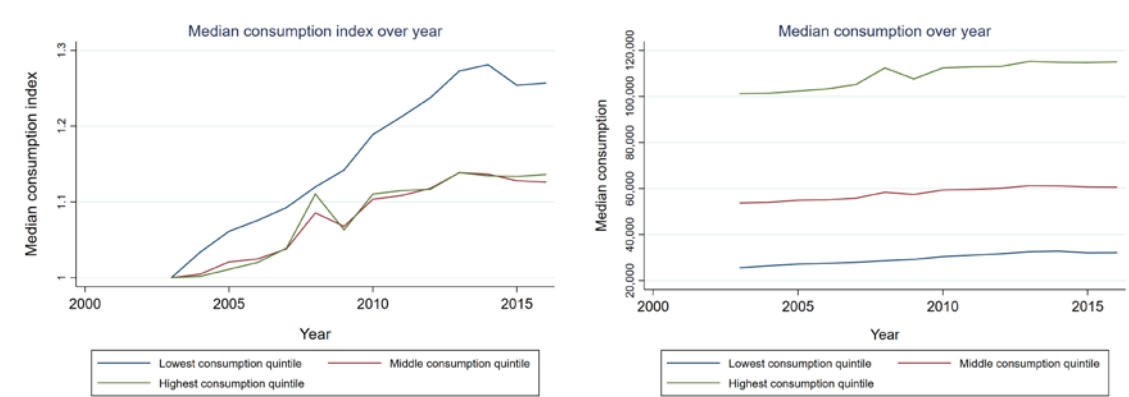 Median consumption index over year
Median consumption index
1.3
1.2
1.1
1
2000 2005 2010 2015
Year
Lowest consumption quintile Middle consumption quintile
Highest consumption quintile
Median consumption over year
Median consumption
120,000
100,000
80,000
60,000
40,000
20,000
2000 2005 2010 2015
Year
Lowest consumption quintile Middle consumption quintile
Highest consumption quintile